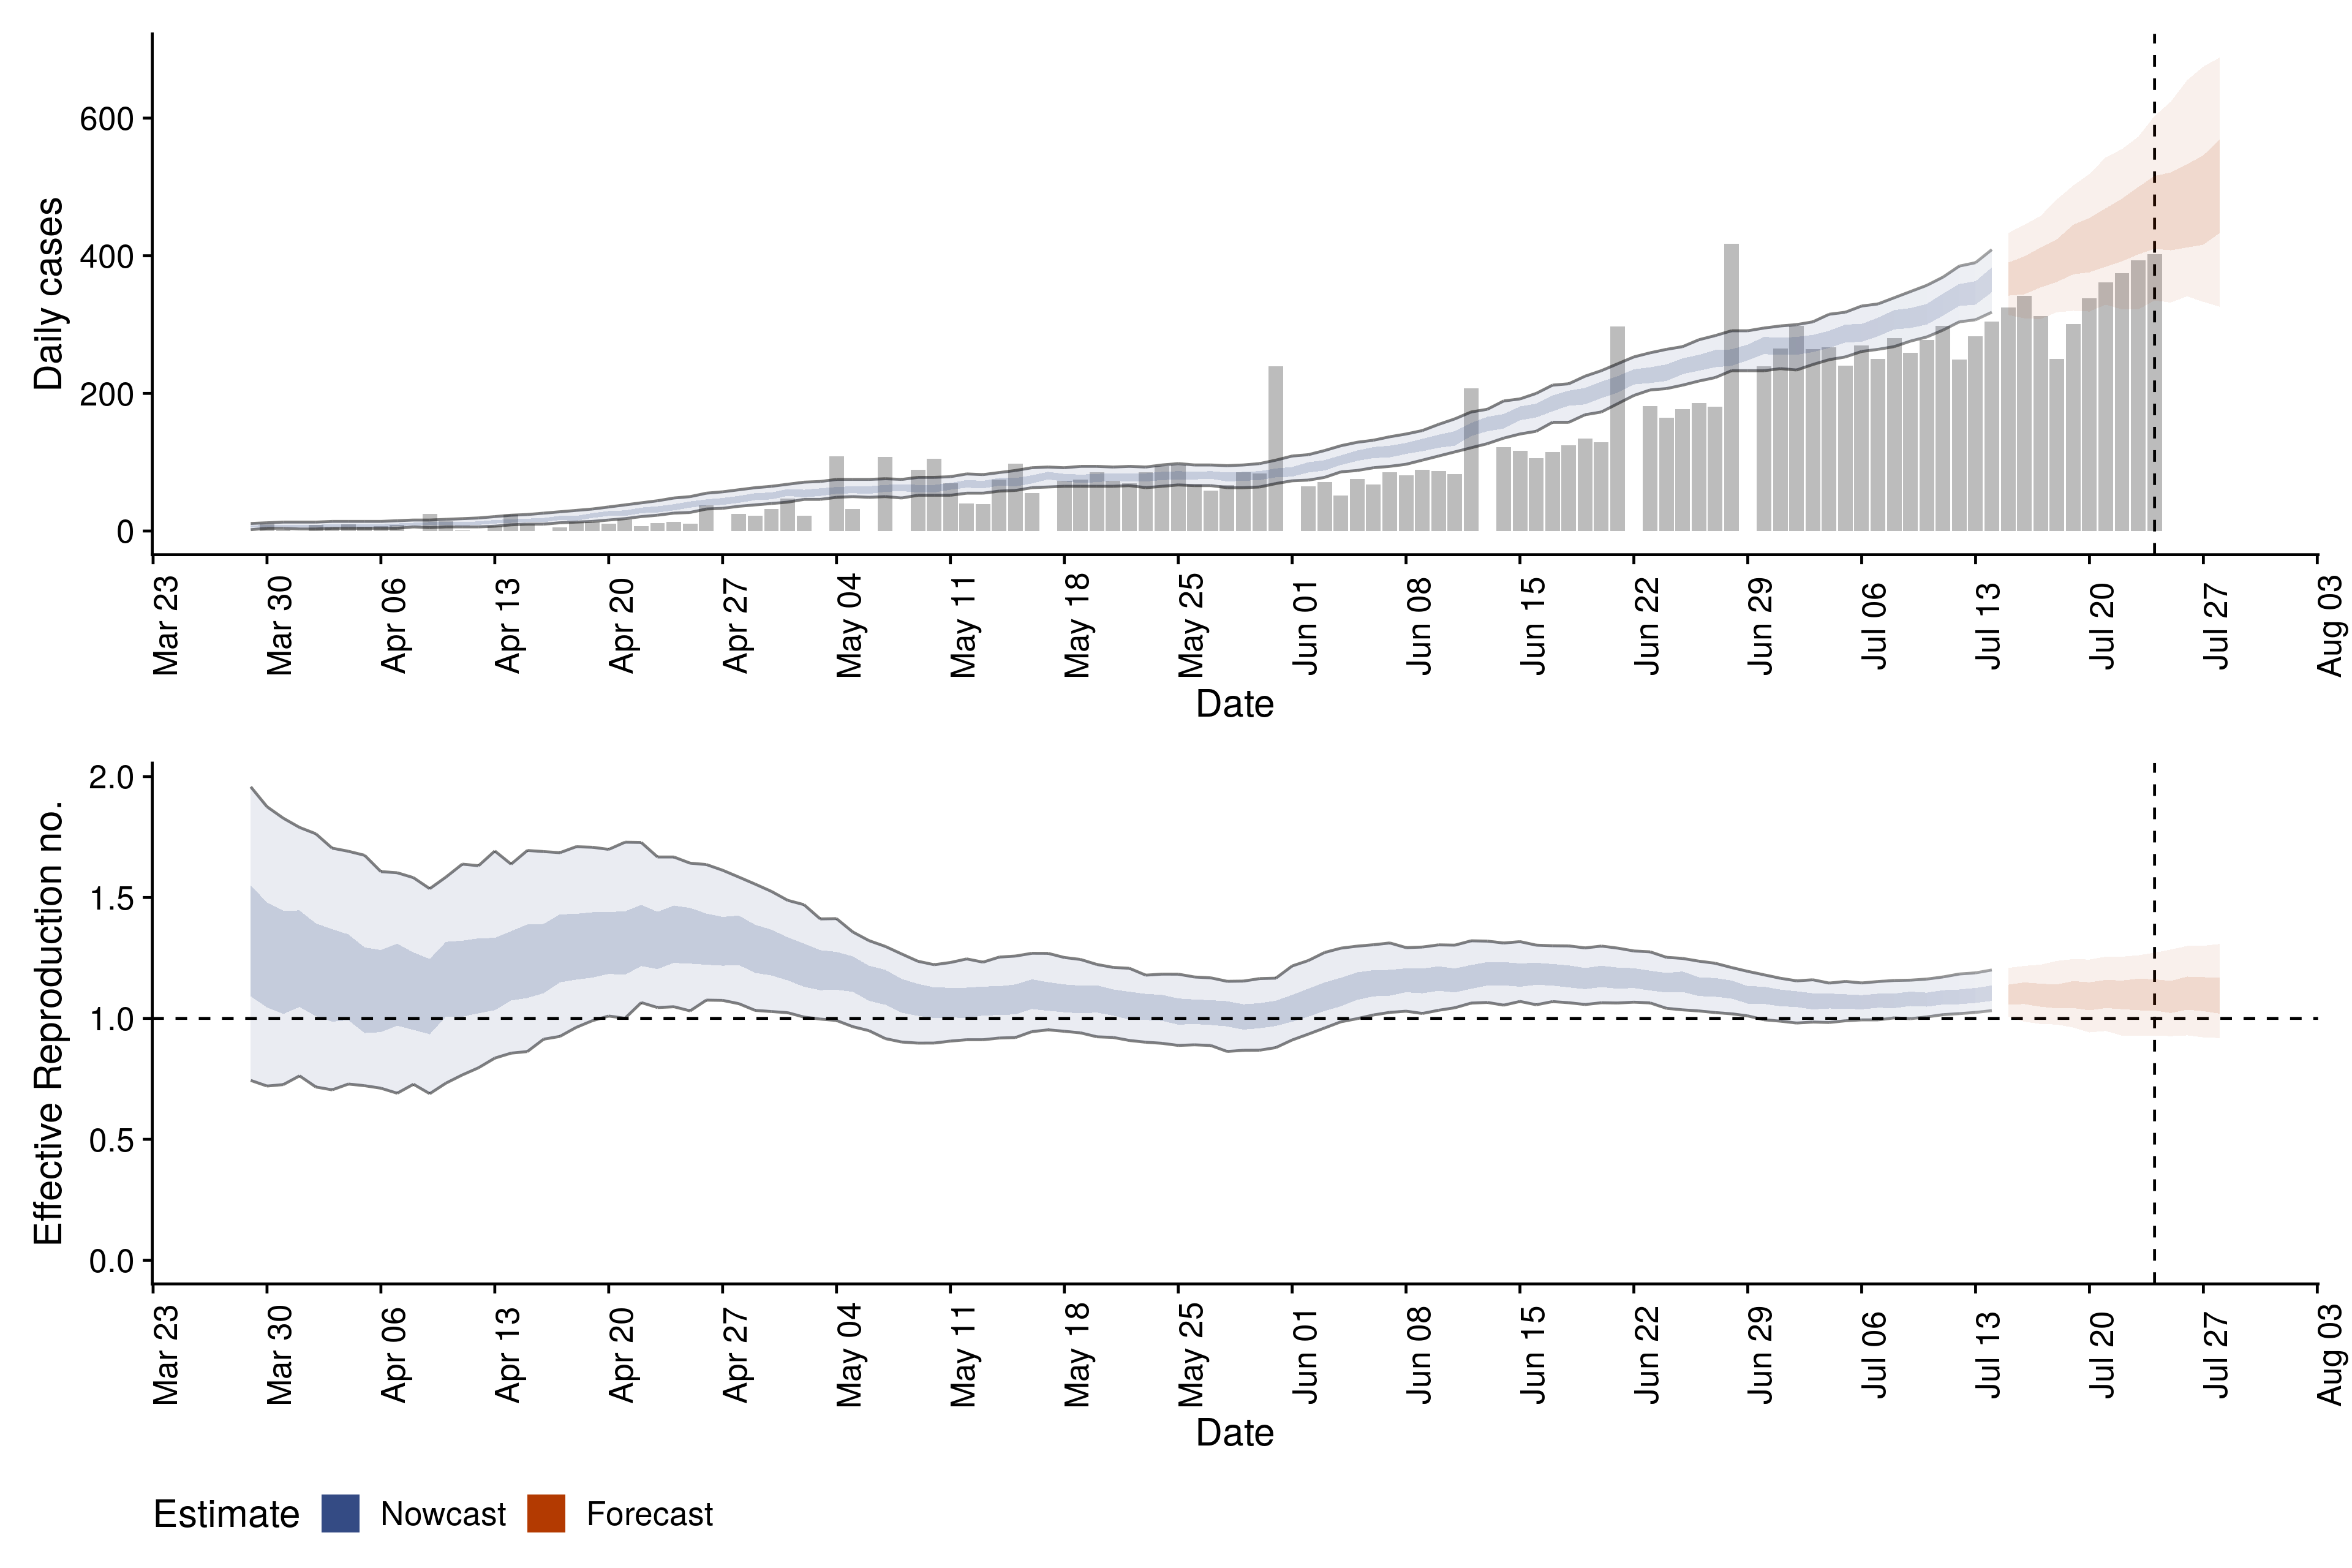 Daily cases
600
400
200
0
Mar 23 Mar 30 Apr 06 Apr 13 Apr 20 Apr 27 May 04 May 11 May 18 May 25 Jun 01 Jun 08 Jun 15 Jun 22 Jun 29 Jul 06 Jul 13 Jul 20 Jul 27 Aug 03
Date
Effective Reproduction no.
2.0
1.5
1.0
0.5
0.0
Mar 23 Mar 30 Apr 06 Apr 13 Apr 20 Apr 27 May 04 May 11 May 18 May 25 Jun 01 Jun 08 Jun 15 Jun 22 Jun 29 Jul 06 Jul 13 Jul 20 Jul 27 Aug 03
Date
Estimate Nowcast Forecast